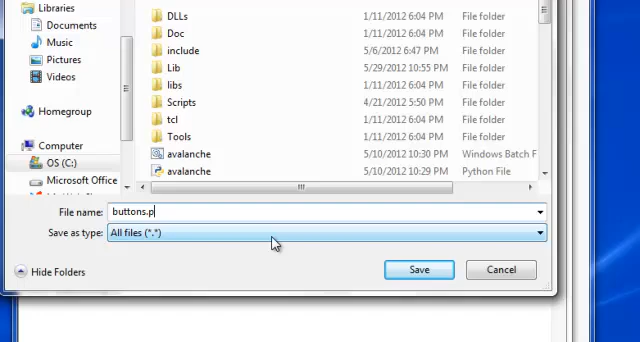 Libraries
Documents
Music
Pictures
Videos
Homegroup
Computer
OS (C:)
Microsoft Office
DLLs 1/11/2012 6:04 PM File folder
Doc 1/11/2012 6:04 PM File folder
include 5/6/2012 6:47 PM File folder
Lib 5/29/2012 10:55 PM File folder
libs 1/11/2012 6:04 PM File folder
Scripts 4/21/2012 5:50 PM File folder
tcl 1/11/2012 6:04 PM File folder
Tools 1/11/2012 6:04 PM File folder
avalanche 5/10/2012 10:30 PM Windows Batch F
avalanche 5/10/2012 10:29 PM Python File
File name: buttons.p
Save as type: All files (*.*)
Hide Folders Save Cancel